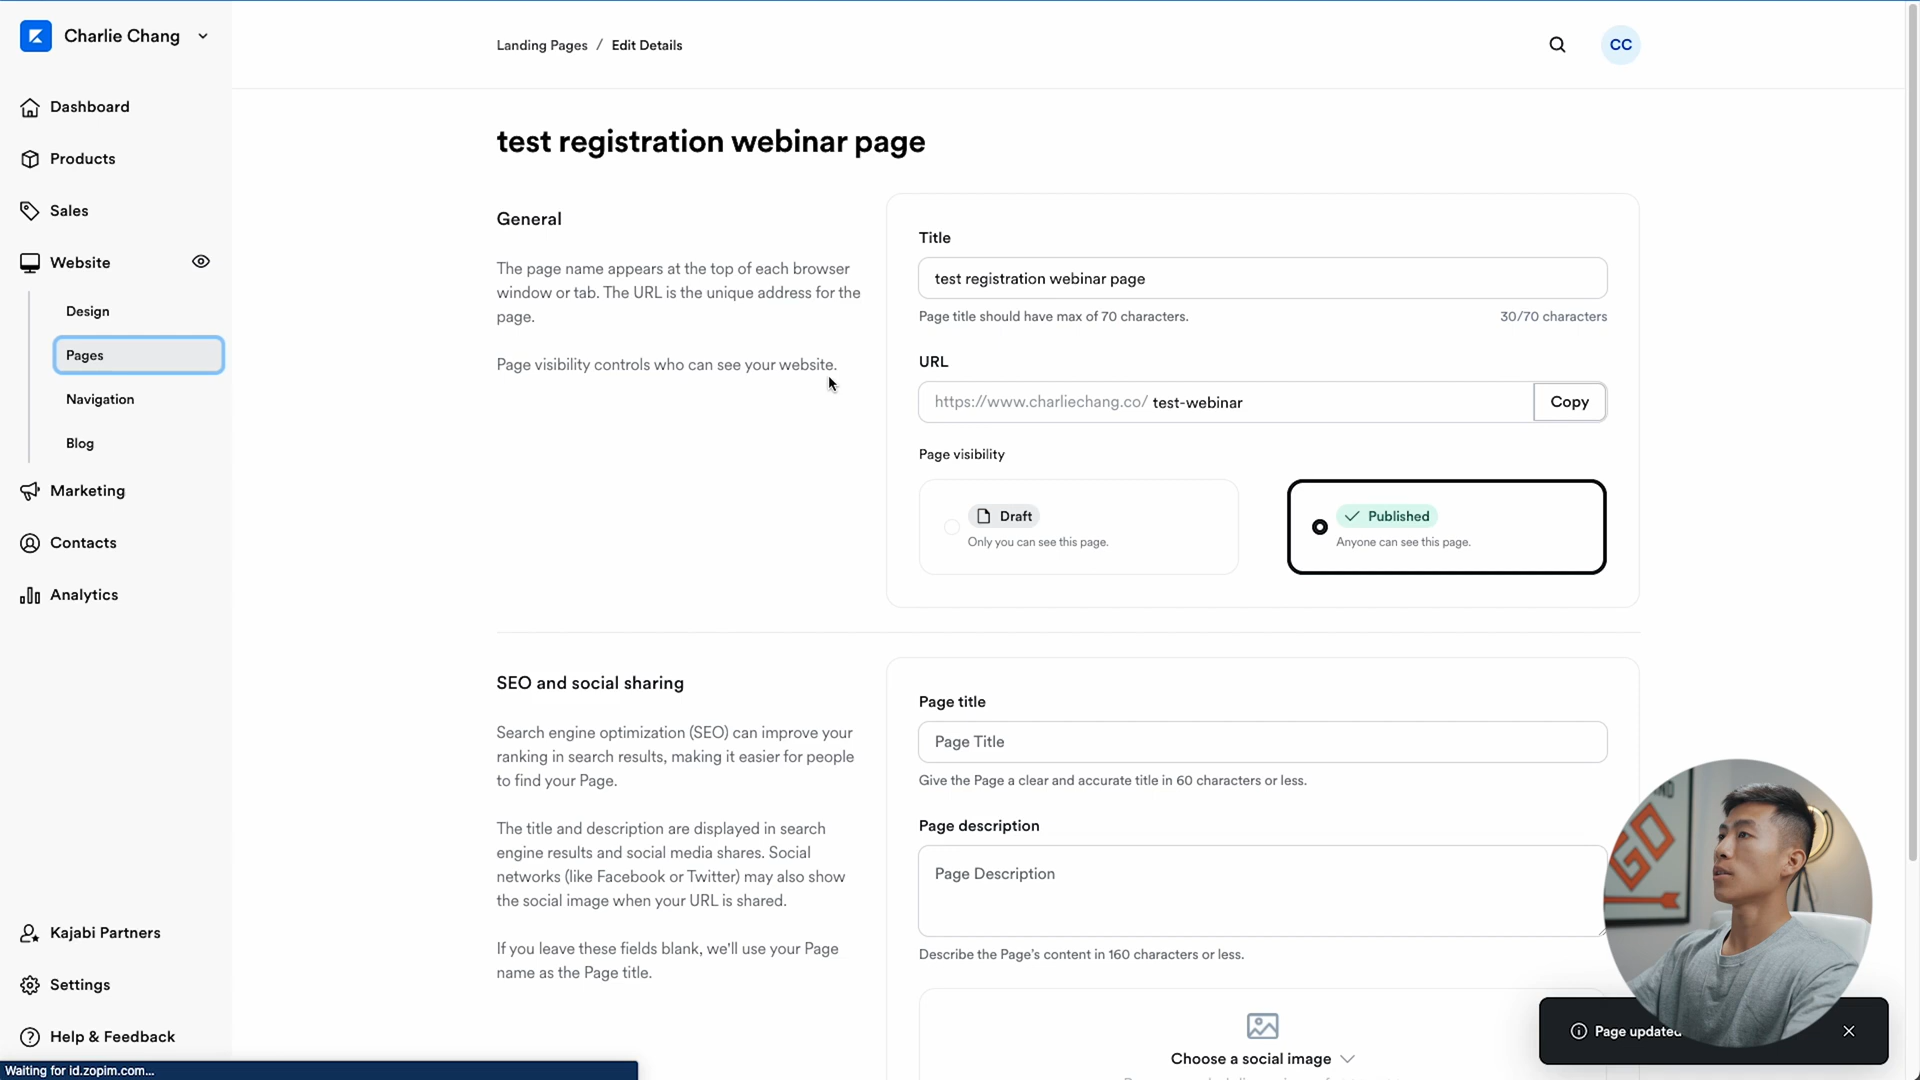 Charlie Chang
Landing Pages / Edit Details
CC
Dashboard
Products
Sales
Website
Design
Pages
Navigation
Blog
Marketing
Contacts
Analytics
Kajabi Partners
Settings
Help & Feedback
Waiting for id.zopim.com...
test registration webinar page
General
The page name appears at the top of each browser
window or tab. The URL is the unique address for the
page.
Page visibility controls who can see your website.
Title
test registration webinar page
Page title should have max of 70 characters.
30/70 characters
URL
https://www.charliechang.co/ test-webinar
Copy
Page visibility
Draft
Only you can see this page.
Published
Anyone can see this page.
SEO and social sharing
Search engine optimization (SEO) can improve your
ranking in search results, making it easier for people
to find your Page.
The title and description are displayed in search
engine results and social media shares. Social
networks (like Facebook or Twitter) may also show
the social image when your URL is shared.
If you leave these fields blank, we'll use your Page
name as the Page title.
Page title
Page Title
Give the Page a clear and accurate title in 60 characters or less.
Page description
Page Description
Describe the Page's content in 160 characters or less.
Choose a social image
GO
Page updated